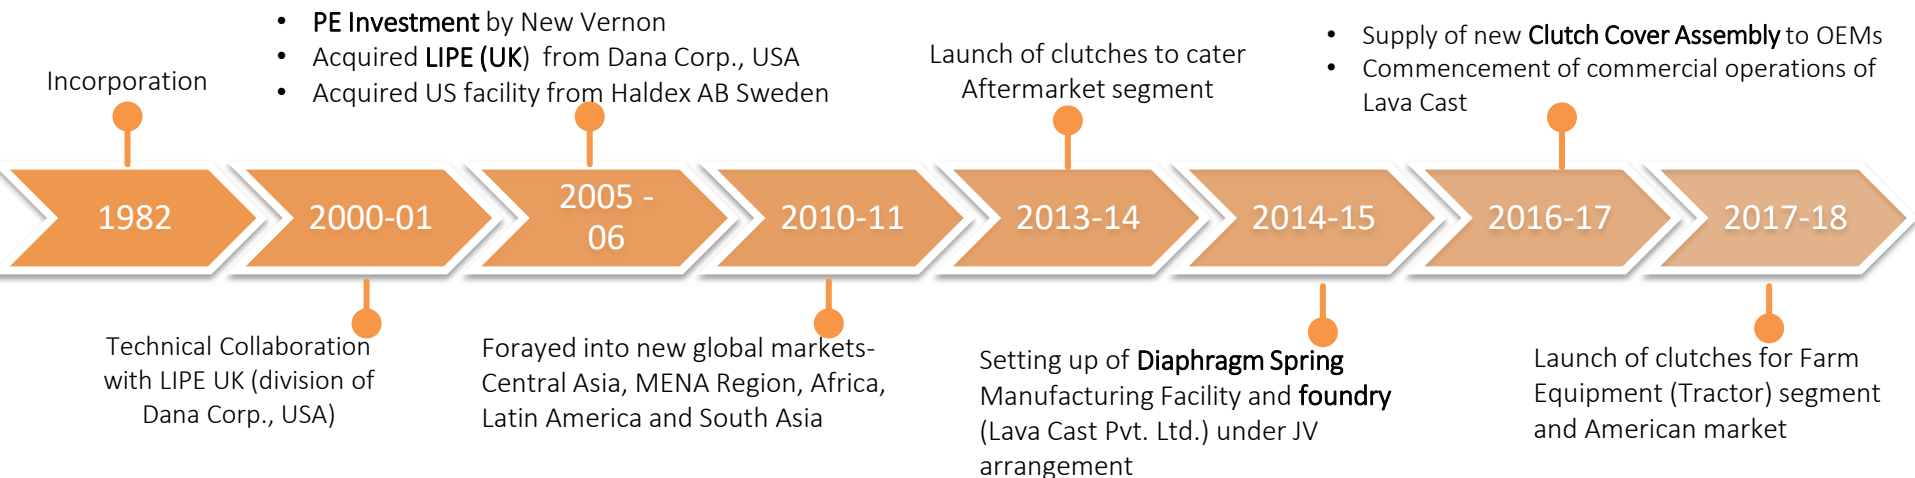 • PE Investment by New Vernon
• Acquired LIPE (UK) from Dana Corp., USA
• Acquired US facility from Haldex AB Sweden
Incorporation
Launch of clutches to cater
Aftermarket segment
• Supply of new Clutch Cover Assembly to OEMs
• Commencement of commercial operations of
Lava Cast
1982
2000-01
2005 -
06
2010-11
2013-14
2014-15
2016-17
2017-18
Technical Collaboration
with LIPE UK (division of
Dana Corp., USA)
Forayed into new global markets-
Central Asia, MENA Region, Africa,
Latin America and South Asia
Setting up of Diaphragm Spring
Manufacturing Facility and foundry
(Lava Cast Pvt. Ltd.) under JV
arrangement
Launch of clutches for Farm
Equipment (Tractor) segment
and American market